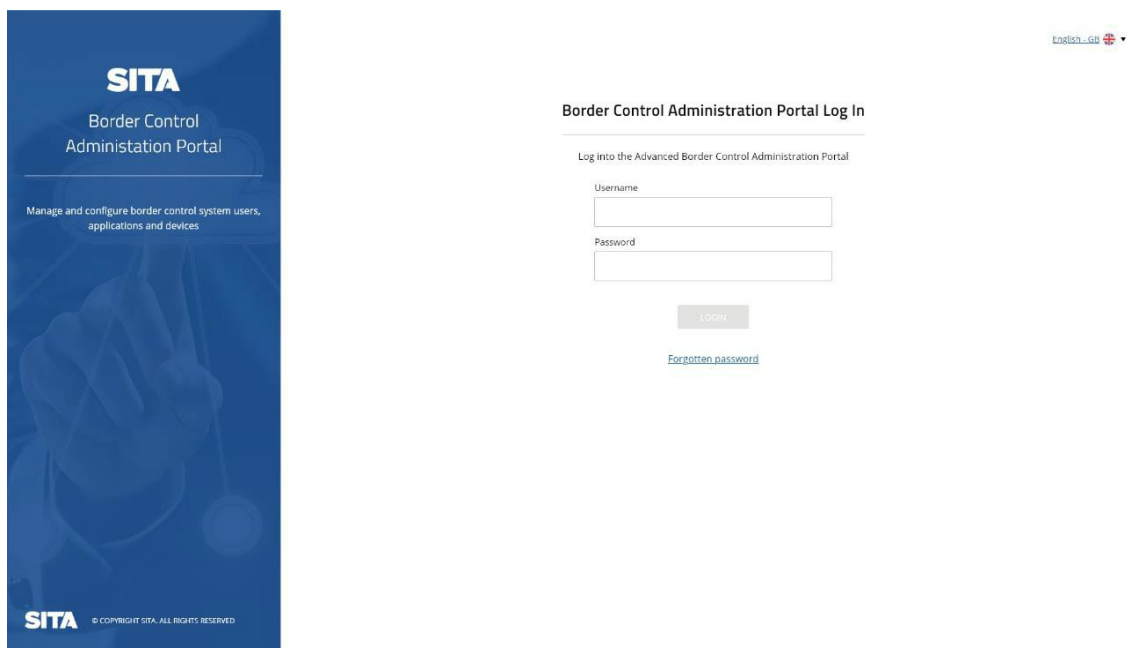 SITA
Border Control
Administation Portal
Manage and configure border control system users,
applications and devices
SITA © COPYRIGHT SITA. ALL RIGHTS RESERVED
English - GB
Border Control Administration Portal Log In
Log into the Advanced Border Control Administration Portal
Username
Password
LOGIN
Forgotten password